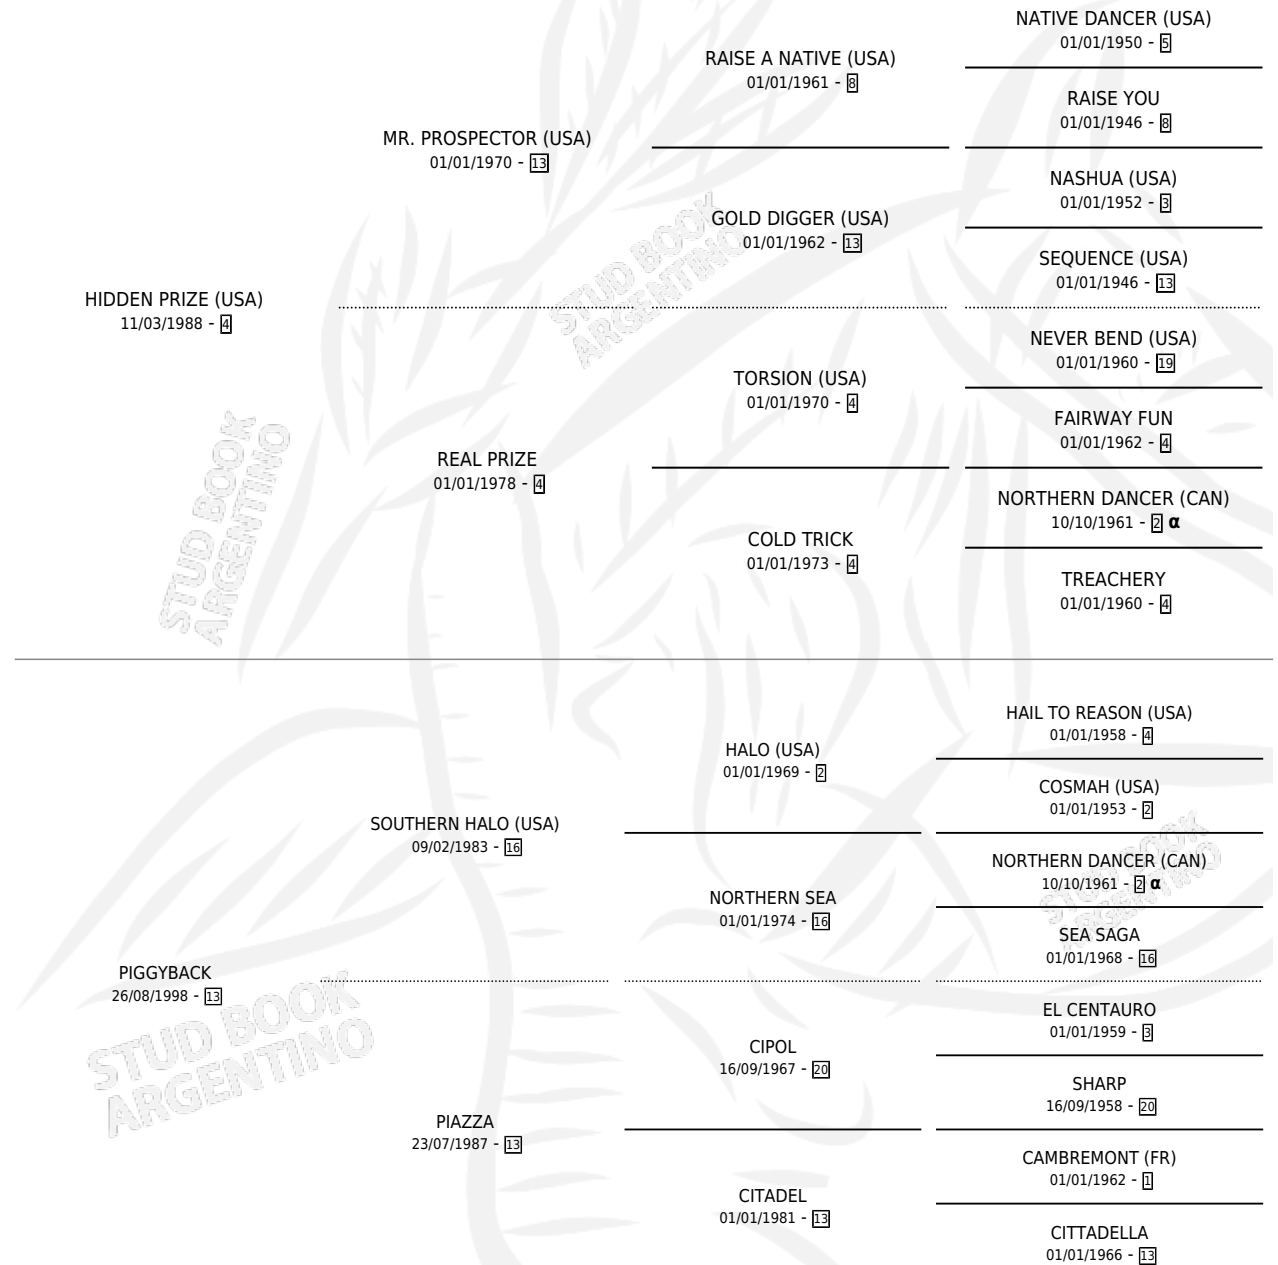 NATIVE DANCER (USA)
01/01/1950 - 5
RAISE A NATIVE (USA)
01/01/1961 - 8
RAISE YOU
01/01/1946 - 8
MR. PROSPECTOR (USA)
01/01/1970 - 13
NASHUA (USA)
01/01/1952 - 3
GOLD DIGGER (USA)
01/01/1962 - 13
SEQUENCE (USA)
01/01/1946 - 13
HIDDEN PRIZE (USA)
11/03/1988 - 4
STUD BOOK
ARGENTINO
NEVER BEND (USA)
01/01/1960 - 19
TORSION (USA)
01/01/1970 - 4
FAIRWAY FUN
01/01/1962 - 4
REAL PRIZE
01/01/1978 - 4
NORTHERN DANCER (CAN)
10/10/1961 - 2 α
COLD TRICK
01/01/1973 - 4
TREACHERY
01/01/1960 - 4
STUD BOOK
ARGENTINO
HAIL TO REASON (USA)
01/01/1958 - 4
HALO (USA)
01/01/1969 - 2
COSMAH (USA)
01/01/1953 - 2
SOUTHERN HALO (USA)
09/02/1983 - 16
NORTHERN DANCER (CAN)
10/10/1961 - 2 α
STUD BOOK
ARGENTINO
NORTHERN SEA
01/01/1974 - 16
SEA SAGA
01/01/1968 - 16
PIGGYBACK
26/08/1998 - 13
STUD BOOK
ARGENTINO
EL CENTAURO
01/01/1959 - 3
CIPOL
16/09/1967 - 20
SHARP
16/09/1958 - 20
PIAZZA
23/07/1987 - 13
CAMBREMONT (FR)
01/01/1962 - 1
CITADEL
01/01/1981 - 13
CITTADELLA
01/01/1966 - 13